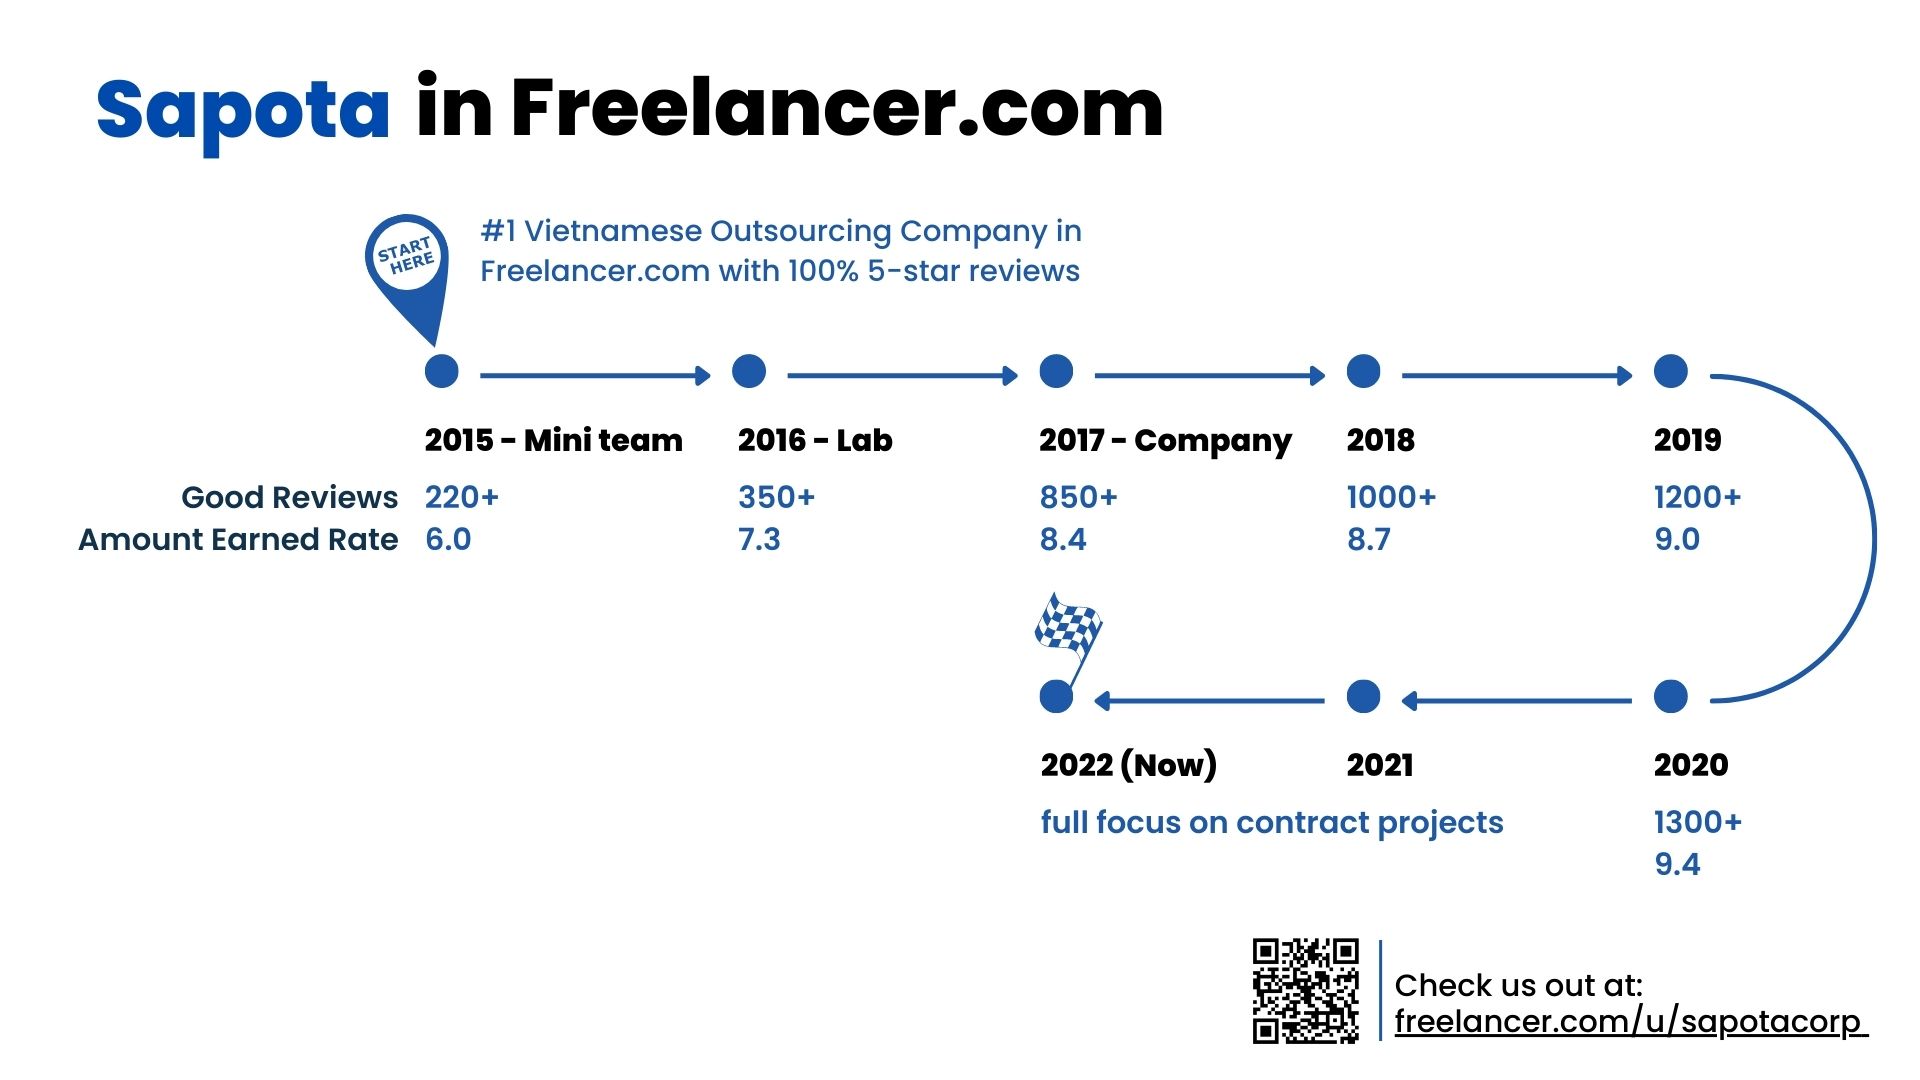 Sapota in Freelancer.com
START
HERE
#1 Vietnamese Outsourcing Company in
Freelancer.com with 100% 5-star reviews
2015 - Mini team 2016 - Lab 2017 - Company 2018 2019
Good Reviews 220+ 350+ 850+ 1000+ 1200+
Amount Earned Rate 6.0 7.3 8.4 8.7 9.0
2022 (Now) 2021 2020
full focus on contract projects 1300+
9.4
Check us out at:
freelancer.com/u/sapotacorp